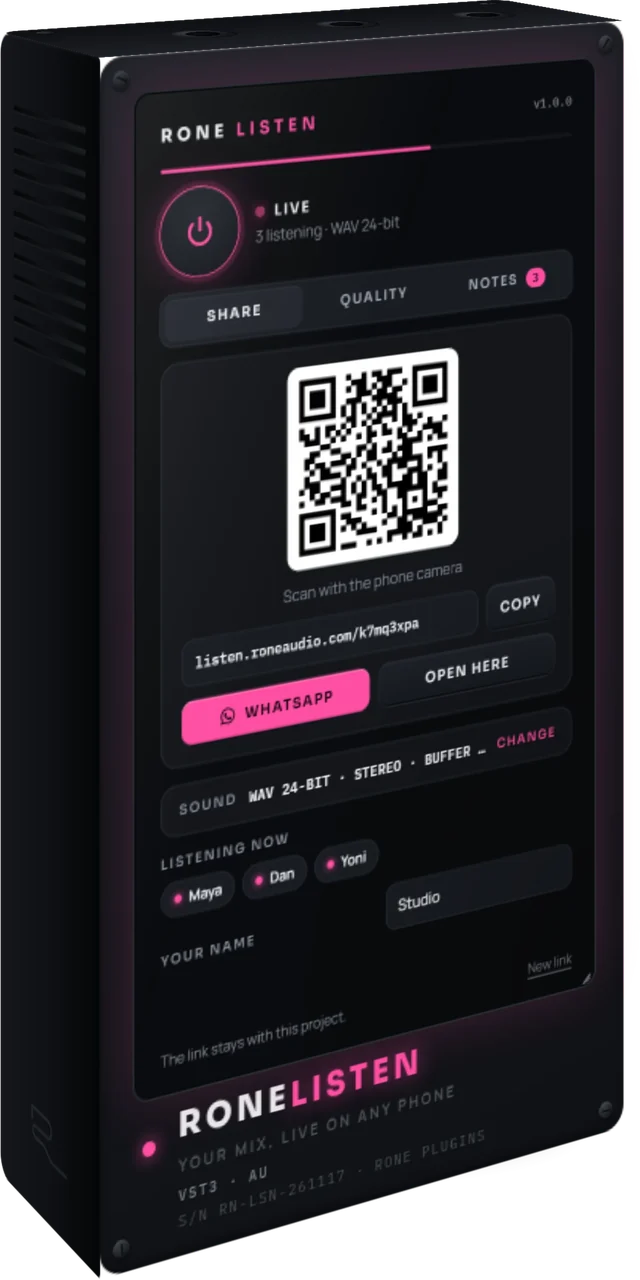 RONE LISTEN
v1.0.0
LIVE
3 listening · WAV 24-bit
SHARE
QUALITY
NOTES 3
Scan with the phone camera
listen.roneaudio.com/k7mq3xpa
COPY
WHATSAPP
OPEN HERE
SOUND WAV 24-BIT · STEREO · BUFFER … CHANGE
LISTENING NOW
Maya
Dan
Yoni
YOUR NAME
Studio
New link
The link stays with this project.
RONELISTEN
YOUR MIX, LIVE ON ANY PHONE
VST3 · AU
S/N RN-LSN-261117 · RONE PLUGINS